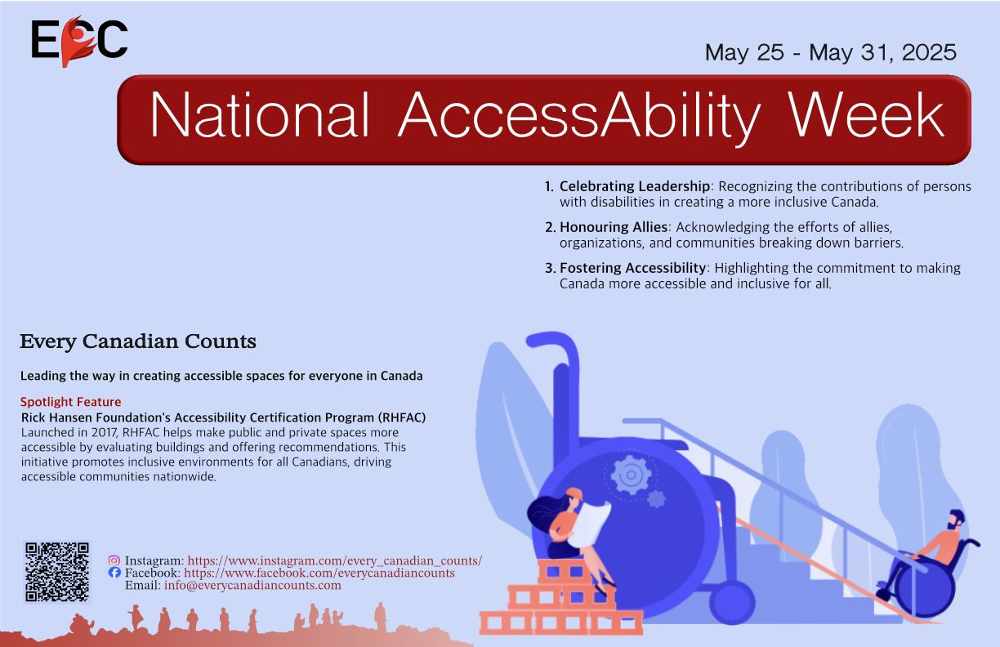 ECC
May 25 - May 31, 2025
National AccessAbility Week
1. Celebrating Leadership: Recognizing the contributions of persons
with disabilities in creating a more inclusive Canada.
2. Honouring Allies: Acknowledging the efforts of allies,
organizations, and communities breaking down barriers.
3. Fostering Accessibility: Highlighting the commitment to making
Canada more accessible and inclusive for all.
Every Canadian Counts
Leading the way in creating accessible spaces for everyone in Canada
Spotlight Feature
Rick Hansen Foundation's Accessibility Certification Program (RHFAC)
Launched in 2017, RHFAC helps make public and private spaces more
accessible by evaluating buildings and offering recommendations. This
initiative promotes inclusive environments for all Canadians, driving
accessible communities nationwide.
Instagram: https://www.instagram.com/every_canadian_counts/
Facebook: https://www.facebook.com/everycanadiancounts
Email: info@everycanadiancounts.com